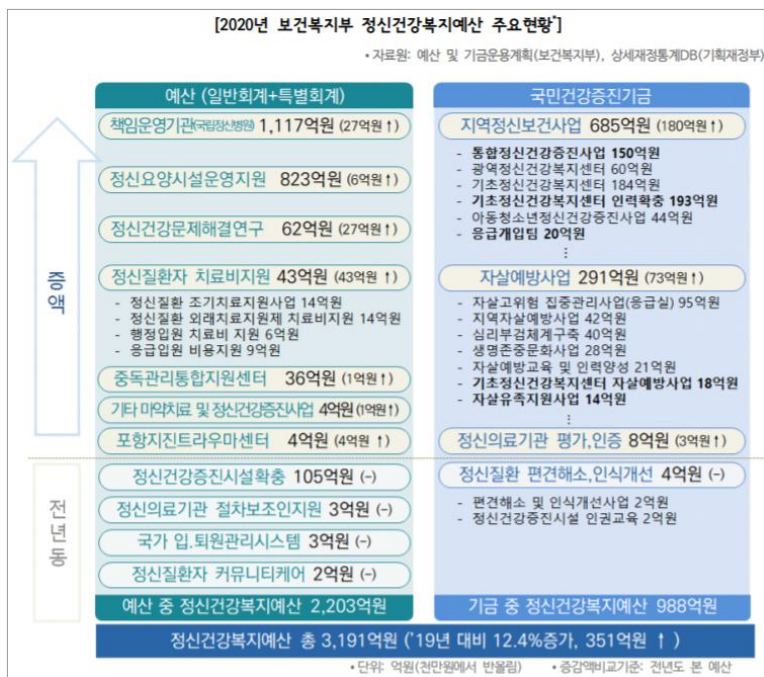 [2020년 보건복지부 정신건강복지예산 주요현황*]
* 자료원: 예산 및 기금운용계획(보건복지부), 상세재정통계DB(기획재정부)
예산 (일반회계+특별회계)
책임운영기관(국립정신병원) 1,117억원 (27억원↑)
정신요양시설운영지원 823억원 (6억원↑)
정신건강문제해결연구 62억원 (27억원↑)
정신질환자 치료비지원 43억원 (43억원 ↑)
- 정신질환 조기치료지원사업 14억원
- 정신질환 외래치료지원제 치료비지원 14억원
- 행정입원 치료비 지원 6억원
- 응급입원 비용지원 9억원
중독관리통합지원센터 36억원 (1억원↑)
기타 마약치료 및 정신건강증진사업 4억원 (1억원↑)
포항지진트라우마센터 4억원 (4억원 ↑)
정신건강증진시설확충 105억원 (-)
정신의료기관 절차보조인지원 3억원 (-)
국가 입.퇴원관리시스템 3억원 (-)
정신질환자 커뮤니티케어 2억원 (-)
예산 중 정신건강복지예산 2,203억원
국민건강증진기금
지역정신보건사업 685억원 (180억원↑)
- 통합정신건강증진사업 150억원
- 광역정신건강복지센터 60억원
- 기초정신건강복지센터 184억원
- 기초정신건강복지센터 인력확충 193억원
- 아동청소년정신건강증진사업 44억원
- 응급개입팀 20억원
⋮
자살예방사업 291억원 (73억원↑)
- 자살고위험 집중관리사업(응급실) 95억원
- 지역자살예방사업 42억원
- 심리부검체계구축 40억원
- 생명존중문화사업 28억원
- 자살예방교육 및 인력양성 21억원
- 기초정신건강복지센터 자살예방사업 18억원
- 자살유족지원사업 14억원
⋮
정신의료기관 평가,인증 8억원 (3억원↑)
정신질환 편견해소,인식개선 4억원 (-)
- 편견해소 및 인식개선사업 2억원
- 정신건강증진시설 인권교육 2억원
기금 중 정신건강복지예산 988억원
증액
전년동
정신건강복지예산 총 3,191억원 ('19년 대비 12.4%증가, 351억원 ↑ )
* 단위: 억원(천만원에서 반올림) * 증감액비교기준: 전년도 본 예산